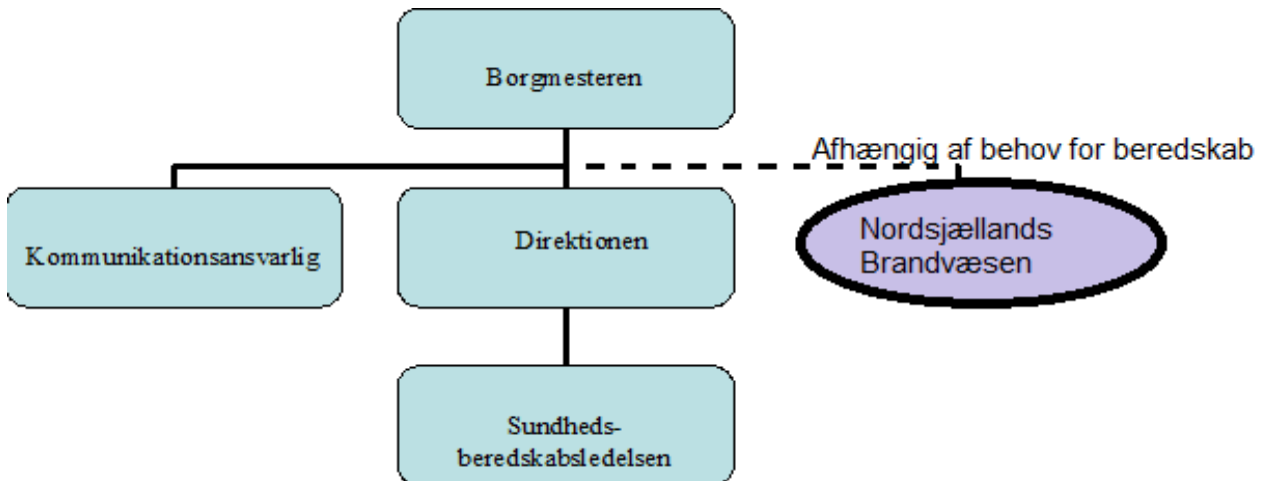 Borgmesteren
Afhængig af behov for beredskab
Kommunikationsansvarlig
Direktionen
Nordsjællands
Brandvæsen
Sundheds-
beredskabsledelsen